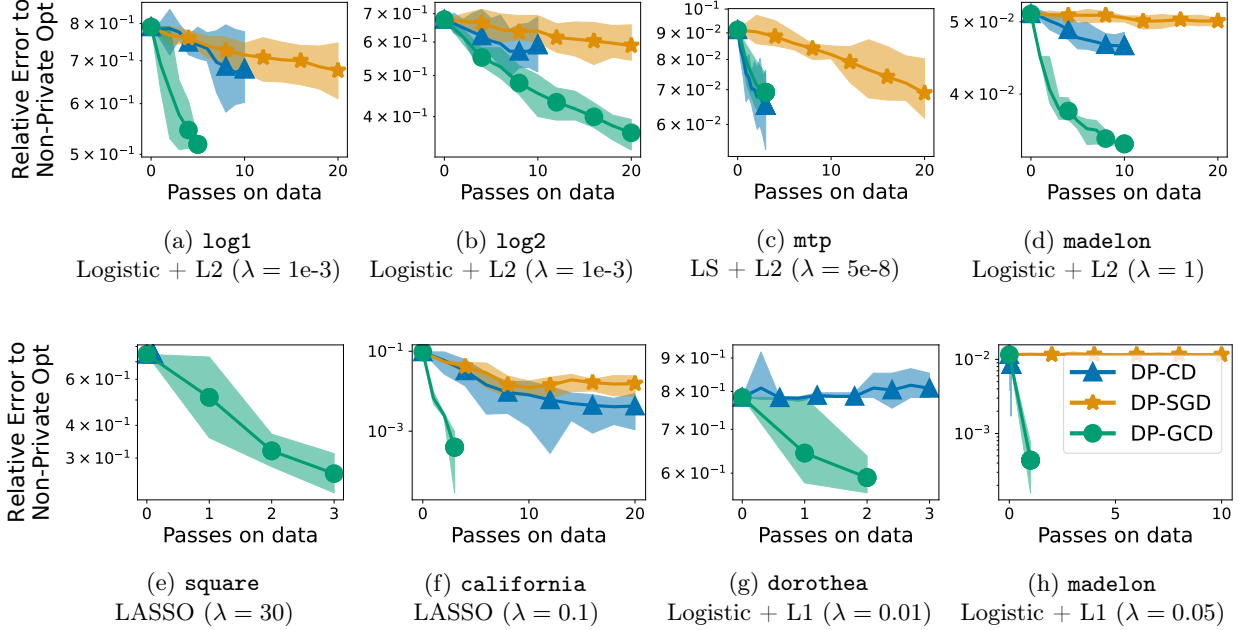 Relative Error to
Non-Private Opt
8 × 10⁻¹
7 × 10⁻¹
6 × 10⁻¹
5 × 10⁻¹
0 10 20
Passes on data
7 × 10⁻¹
6 × 10⁻¹
5 × 10⁻¹
4 × 10⁻¹
0 10 20
Passes on data
10⁻¹
9 × 10⁻²
8 × 10⁻²
7 × 10⁻²
6 × 10⁻²
0 10 20
Passes on data
5 × 10⁻²
4 × 10⁻²
0 10 20
Passes on data
(a) log1
Logistic + L2 (λ = 1e-3)
(b) log2
Logistic + L2 (λ = 1e-3)
(c) mtp
LS + L2 (λ = 5e-8)
(d) madelon
Logistic + L2 (λ = 1)
Relative Error to
Non-Private Opt
6 × 10⁻¹
4 × 10⁻¹
3 × 10⁻¹
0 1 2 3
Passes on data
10⁻¹
10⁻³
0 10 20
Passes on data
9 × 10⁻¹
8 × 10⁻¹
7 × 10⁻¹
6 × 10⁻¹
0 1 2 3
Passes on data
10⁻²
10⁻³
0 5 10
Passes on data
DP-CD
DP-SGD
DP-GCD
(e) square
LASSO (λ = 30)
(f) california
LASSO (λ = 0.1)
(g) dorothea
Logistic + L1 (λ = 0.01)
(h) madelon
Logistic + L1 (λ = 0.05)